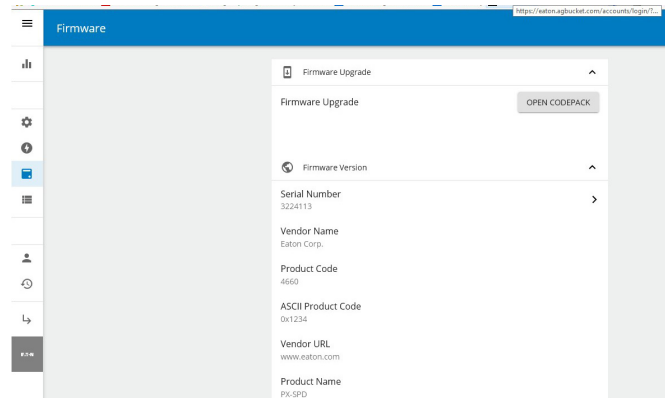 https://eaton.agbucket.com/accounts/login/?...
Firmware
Firmware Upgrade
Firmware Upgrade
OPEN CODEPACK
Firmware Version
Serial Number
3224113
Vendor Name
Eaton Corp.
Product Code
4660
ASCII Product Code
0x1234
Vendor URL
www.eaton.com
Product Name
PX-SPD